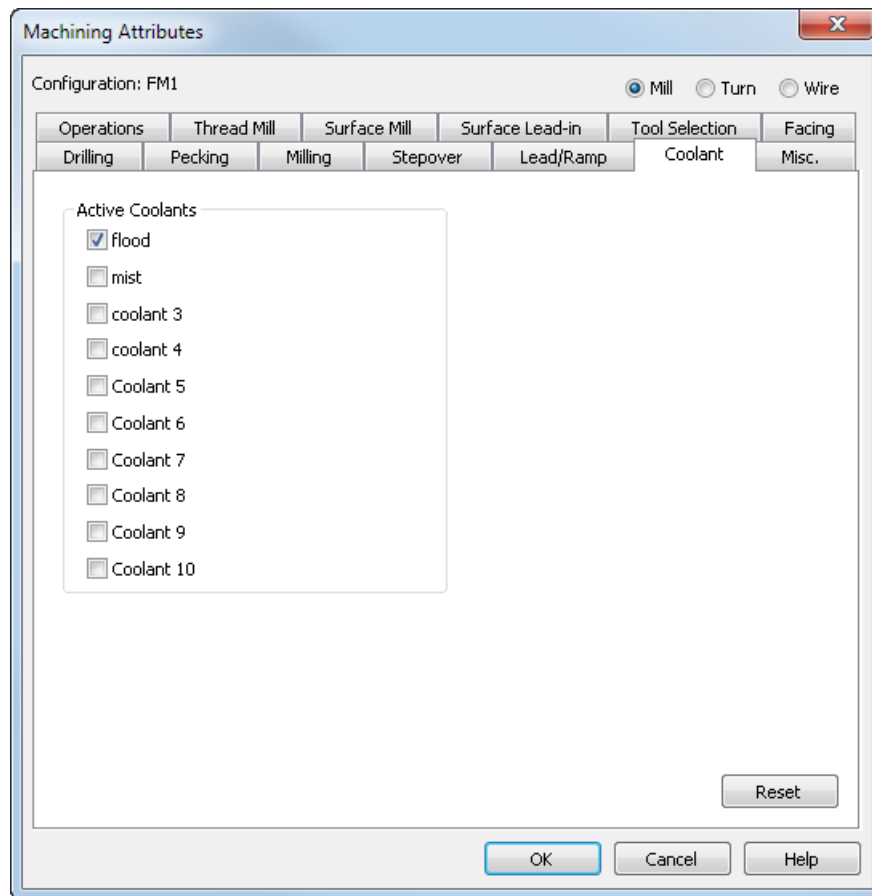 Machining Attributes
Configuration: FM1
Mill Turn Wire
Operations Thread Mill Surface Mill Surface Lead-in Tool Selection Facing
Drilling Pecking Milling Stepover Lead/Ramp Coolant Misc.
Active Coolants
flood
mist
coolant 3
coolant 4
Coolant 5
Coolant 6
Coolant 7
Coolant 8
Coolant 9
Coolant 10
Reset
OK Cancel Help